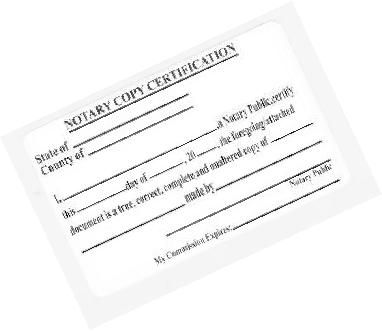 NOTARY COPY CERTIFICATION
State of
County of
I, ,a Notary Public,certify
this day of , 20 , the foregoing/attached
document is a true, correct, complete and unaltered copy of
made by
Notary Public
My Commission Expires: